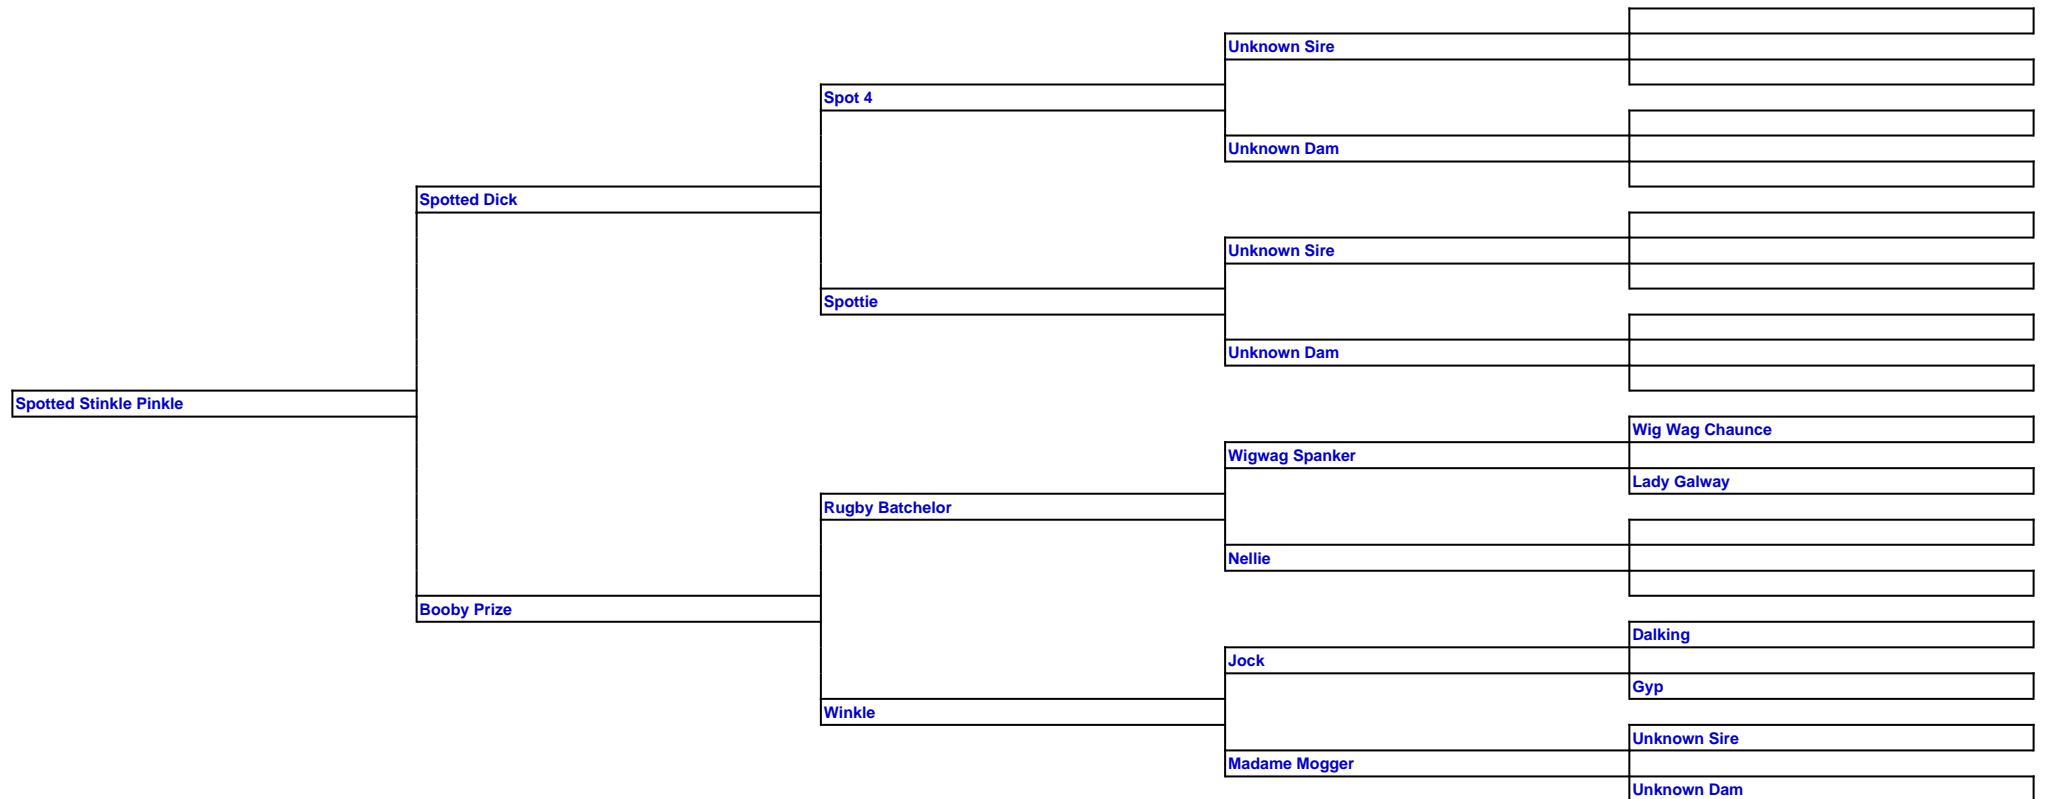 Unknown Sire
Spot 4
Unknown Dam
Spotted Dick
Unknown Sire
Spottie
Unknown Dam
Spotted Stinkle Pinkle
Wig Wag Chaunce
Wigwag Spanker
Lady Galway
Rugby Batchelor
Nellie
Booby Prize
Dalking
Jock
Gyp
Winkle
Unknown Sire
Madame Mogger
Unknown Dam